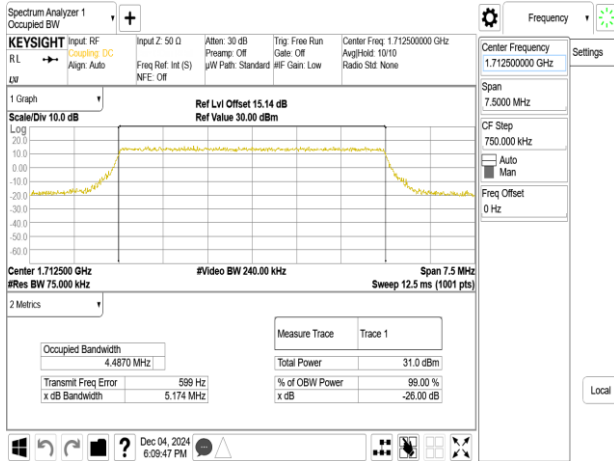 Spectrum Analyzer 1
Occupied BW
+
Frequency
KEYSIGHT
RL
LXI
Input: RF
Coupling: DC
Align: Auto
Input Z: 50 Ω
Freq Ref: Int (S)
NFE: Off
Atten: 30 dB
Preamp: Off
µW Path: Standard
Trig: Free Run
Gate: Off
#IF Gain: Low
Center Freq: 1.712500000 GHz
Avg|Hold: 10/10
Radio Std: None
Center Frequency
1.712500000 GHz
Settings
Span
7.5000 MHz
CF Step
750.000 kHz
Auto
Man
Freq Offset
0 Hz
Local
1 Graph
Scale/Div 10.0 dB
Ref Lvl Offset 15.14 dB
Ref Value 30.00 dBm
Log
20.0
10.0
0.00
-10.0
-20.0
-30.0
-40.0
-50.0
-60.0
Center 1.712500 GHz
#Res BW 75.000 kHz
#Video BW 240.00 kHz
Span 7.5 MHz
Sweep 12.5 ms (1001 pts)
2 Metrics
Measure Trace Trace 1
Occupied Bandwidth
4.4870 MHz
Total Power 31.0 dBm
Transmit Freq Error 599 Hz
% of OBW Power 99.00 %
x dB Bandwidth 5.174 MHz
x dB -26.00 dB
?
Dec 04, 2024
6:09:47 PM